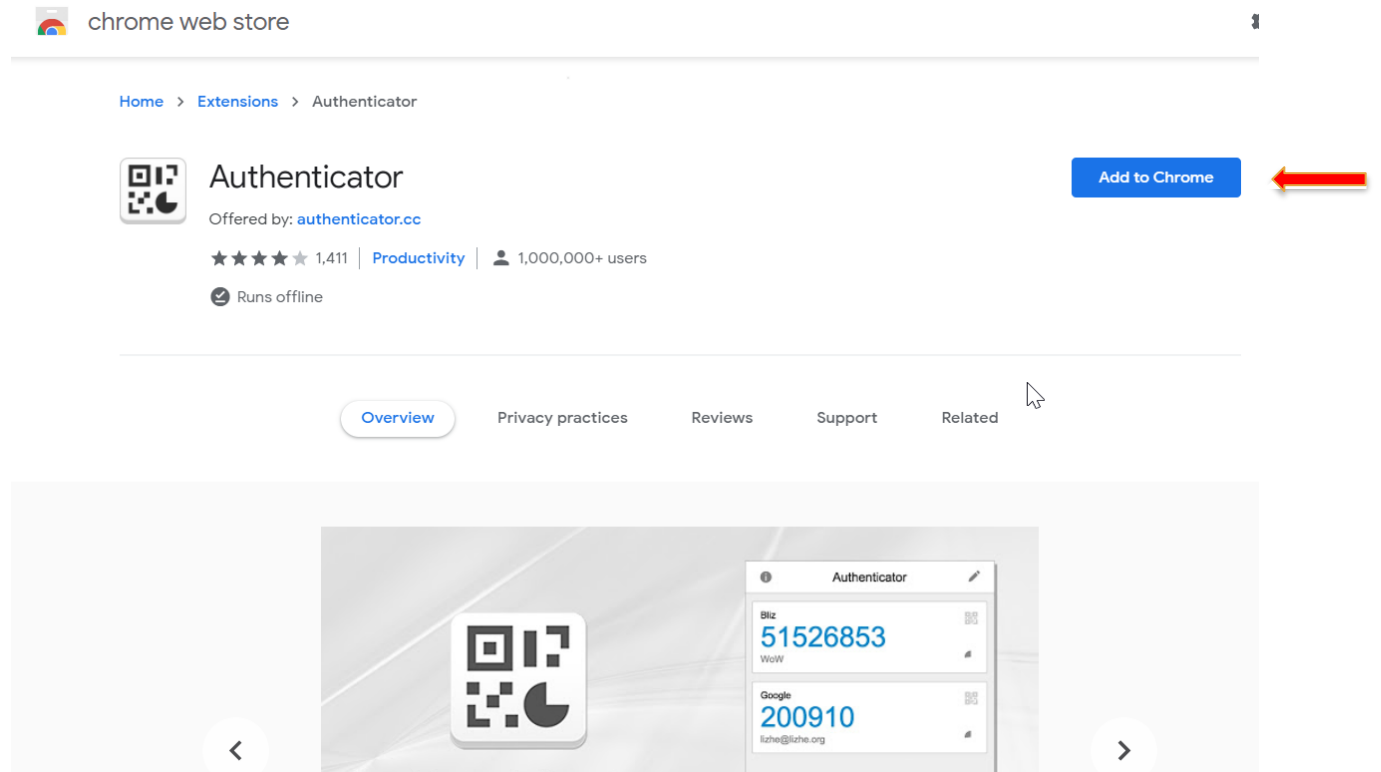 chrome web store
Home > Extensions > Authenticator
Authenticator
Add to Chrome
Offered by: authenticator.cc
1,411 Productivity 1,000,000+ users
Runs offline
Overview Privacy practices Reviews Support Related
Authenticator
Bliz
51526853
WoW
Google
200910
lizhe@lizhe.org